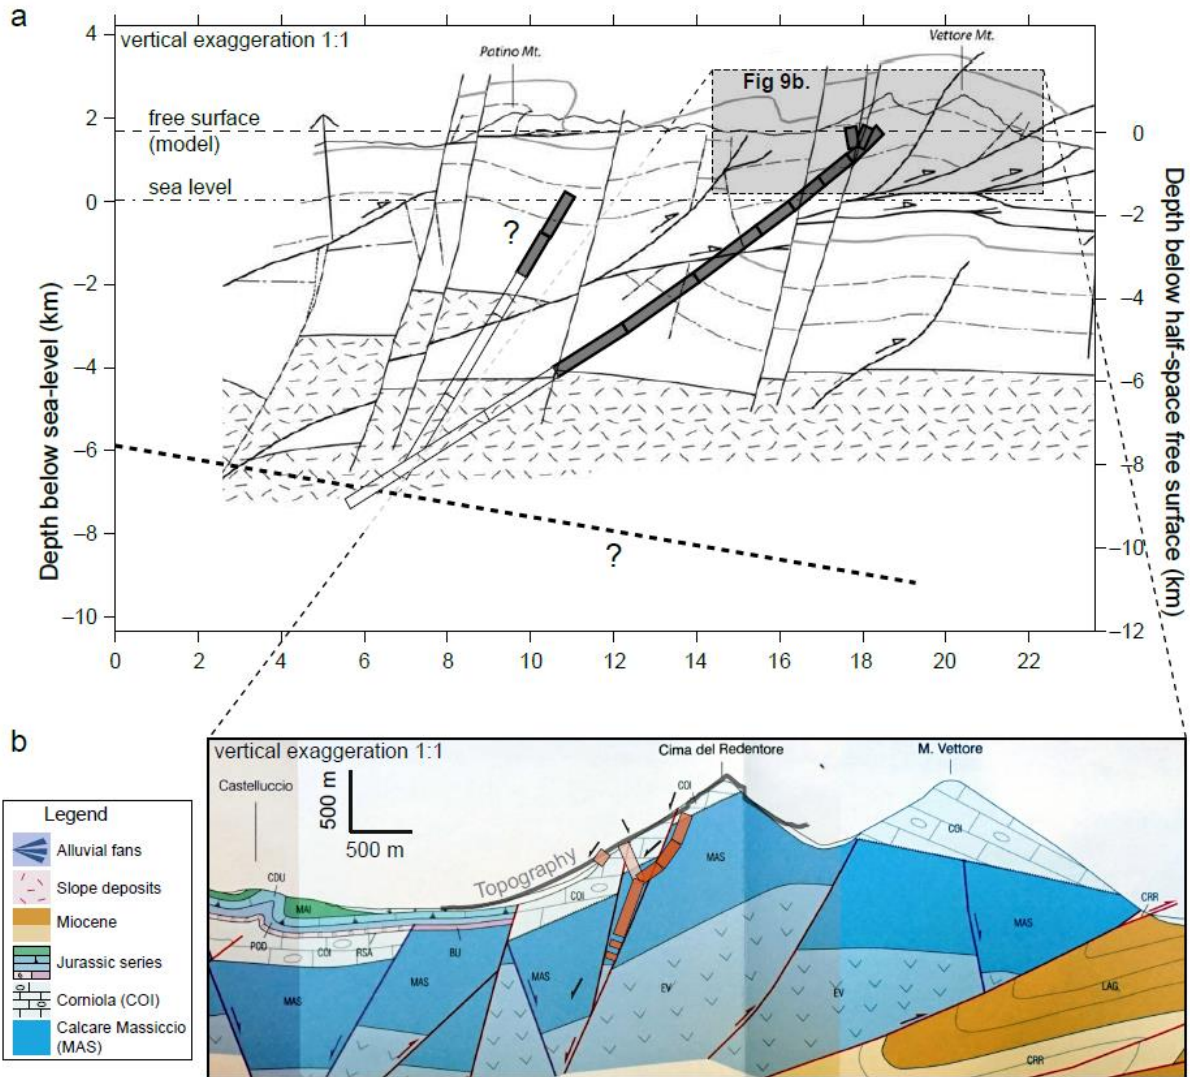 a
vertical exaggeration 1:1
Patino Mt.
Vettore Mt.
Fig 9b.
free surface
(model)
sea level
?
?
4
2
0
–2
–4
–6
–8
–10
Depth below sea-level (km)
0
–2
–4
–6
–8
–10
–12
Depth below half-space free surface (km)
0 2 4 6 8 10 12 14 16 18 20 22
b
vertical exaggeration 1:1
Castelluccio
Cima del Redentore
M. Vettore
500 m
500 m
Topography
CDU
MAI
POD
COI
RSA
BU
COI
COI
COI
MAS
MAS
MAS
MAS
MAS
EV
EV
CRR
LAG
CRR
Legend
Alluvial fans
Slope deposits
Miocene
Jurassic series
Corniola (COI)
Calcare Massiccio
(MAS)